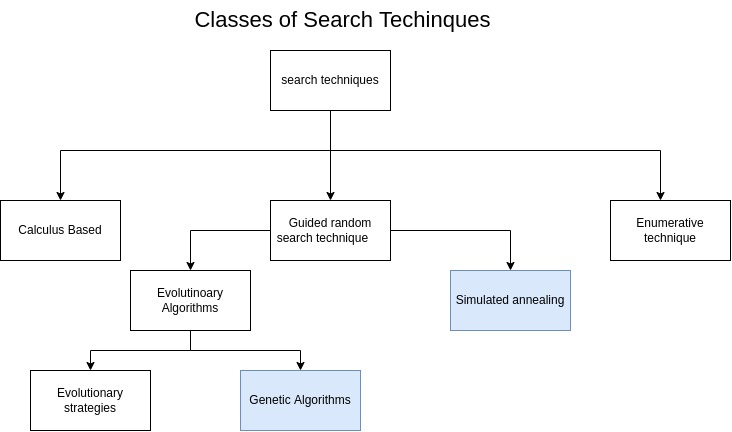 Classes of Search Techinques
search techniques
Calculus Based
Guided random
search technique
Enumerative
technique
Evolutinoary
Algorithms
Simulated annealing
Evolutionary
strategies
Genetic Algorithms